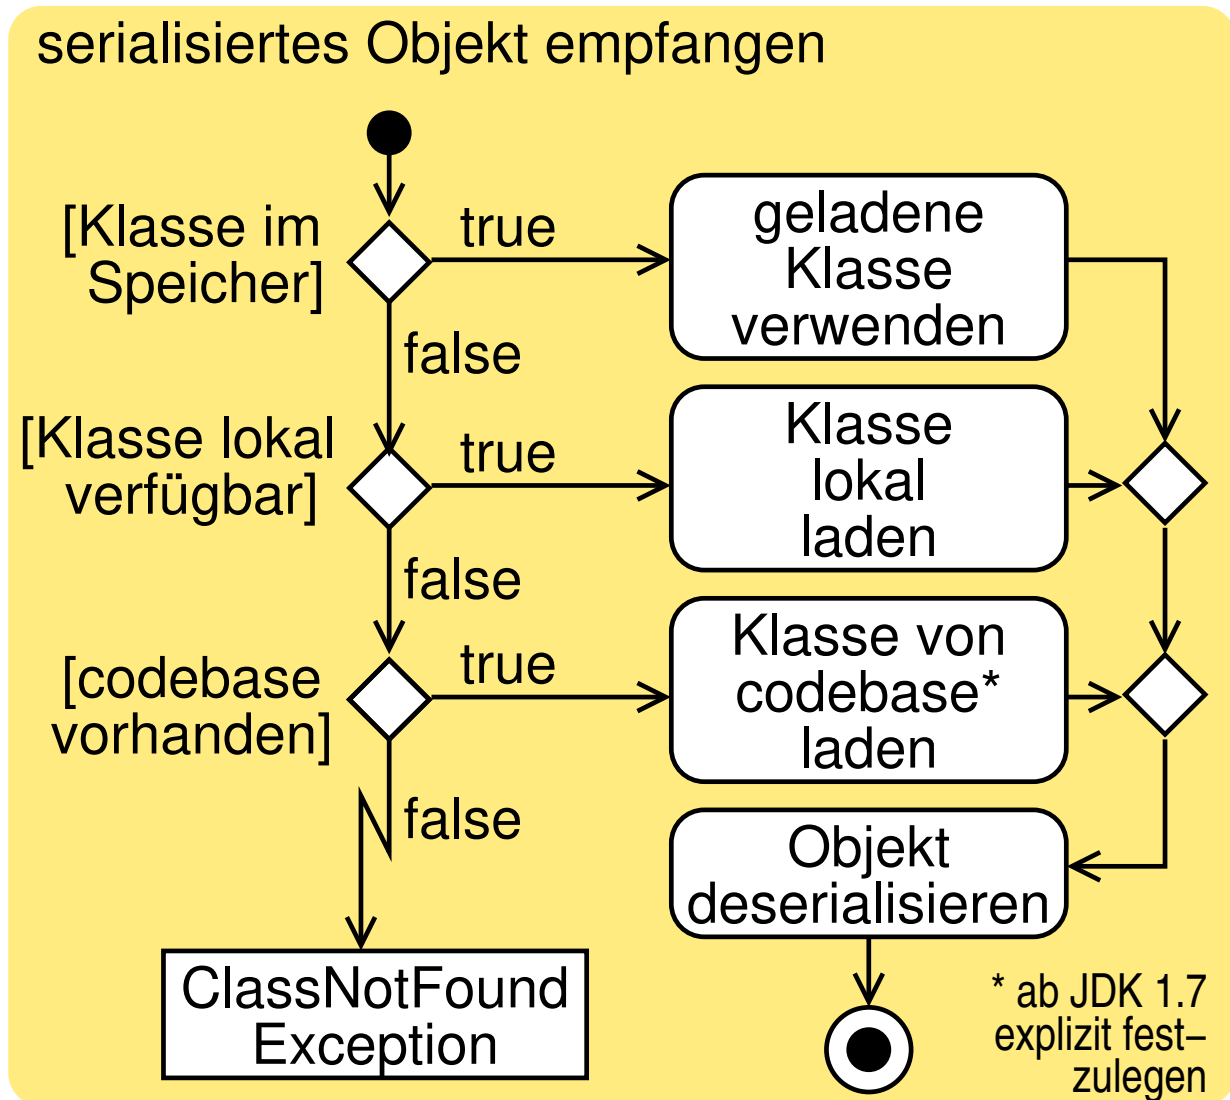 serialisiertes Objekt empfangen
[Klasse im
Speicher]
true
geladene
Klasse
verwenden
false
[Klasse lokal
verfügbar]
true
Klasse
lokal
laden
false
[codebase
vorhanden]
true
Klasse von
codebase*
laden
false
Objekt
deserialisieren
ClassNotFound
Exception
* ab JDK 1.7
explizit fest–
zulegen